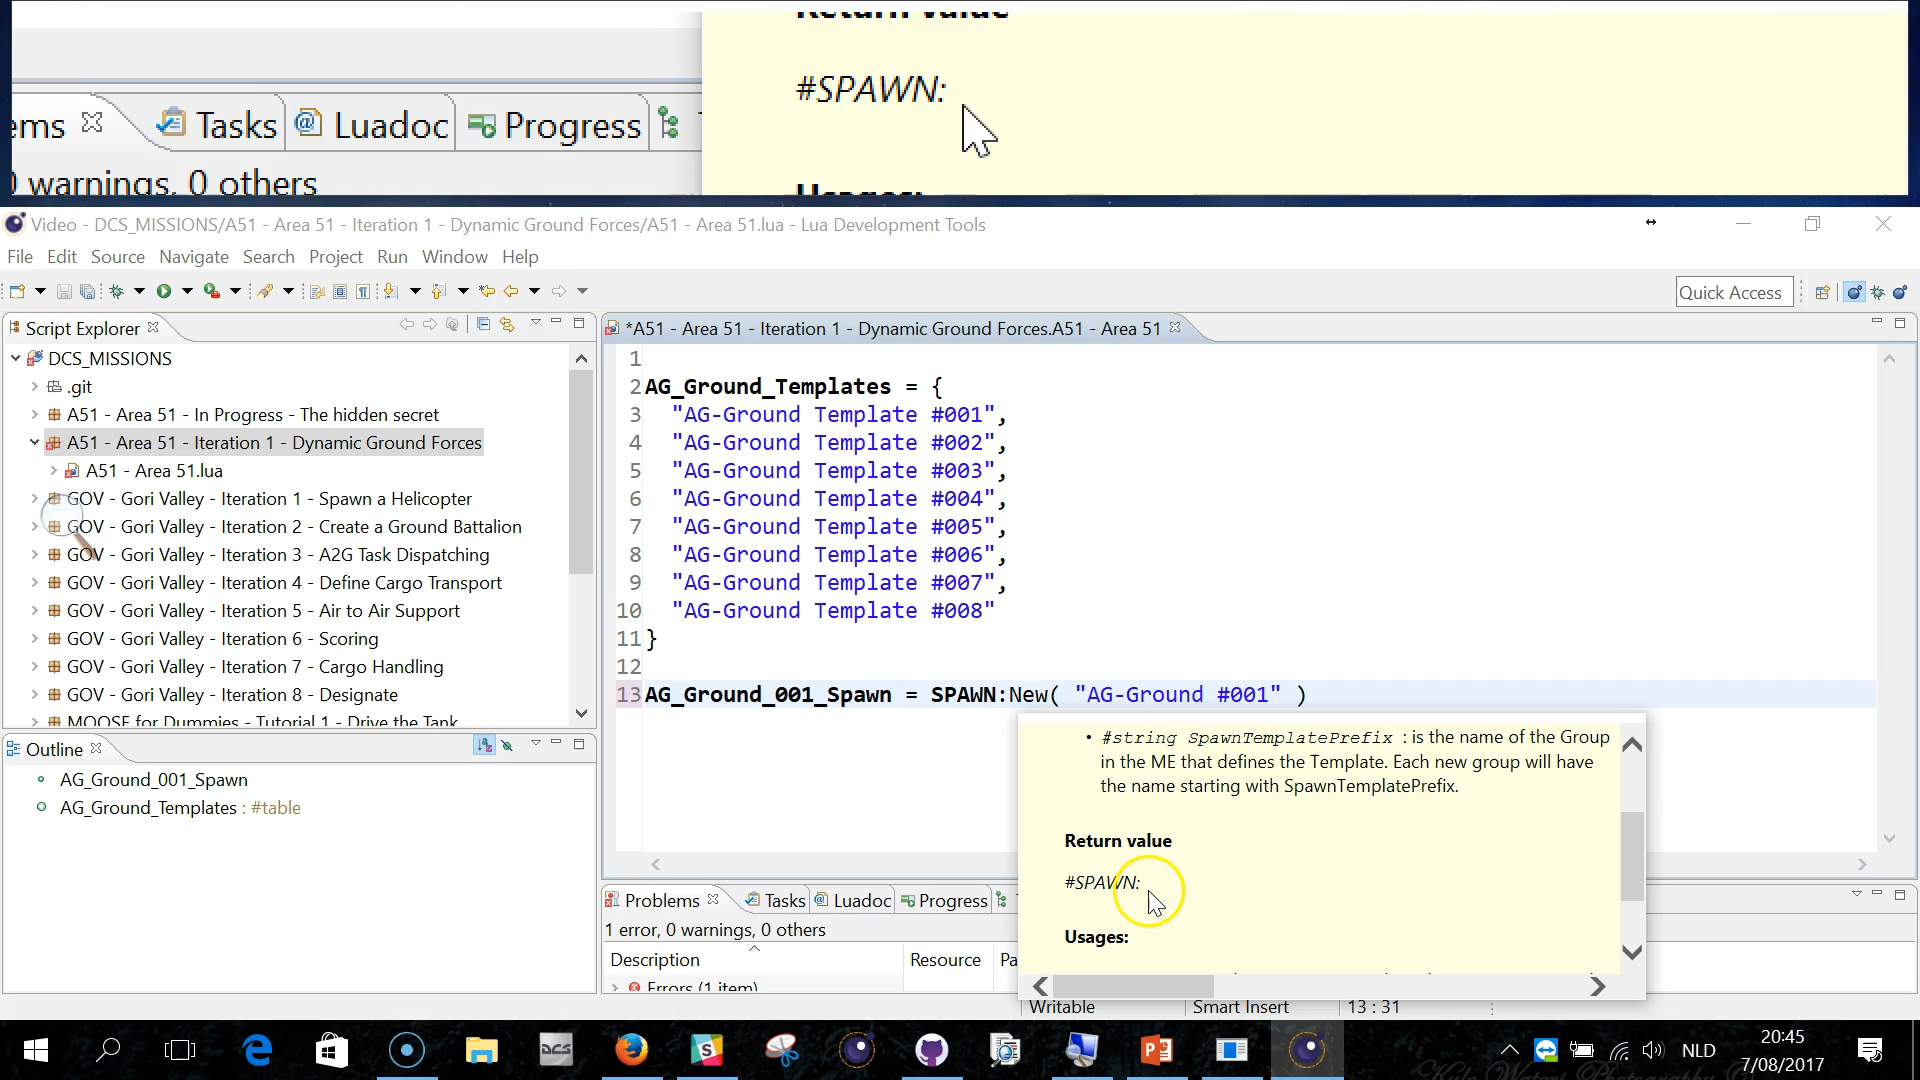 Return value
#SPAWN:
Usages:
ems
Tasks
Luadoc
Progress
0 warnings, 0 others
Video - DCS_MISSIONS/A51 - Area 51 - Iteration 1 - Dynamic Ground Forces/A51 - Area 51.lua - Lua Development Tools
File Edit Source Navigate Search Project Run Window Help
Quick Access
Script Explorer
DCS_MISSIONS
.git
A51 - Area 51 - In Progress - The hidden secret
A51 - Area 51 - Iteration 1 - Dynamic Ground Forces
A51 - Area 51.lua
GOV - Gori Valley - Iteration 1 - Spawn a Helicopter
GOV - Gori Valley - Iteration 2 - Create a Ground Battalion
GOV - Gori Valley - Iteration 3 - A2G Task Dispatching
GOV - Gori Valley - Iteration 4 - Define Cargo Transport
GOV - Gori Valley - Iteration 5 - Air to Air Support
GOV - Gori Valley - Iteration 6 - Scoring
GOV - Gori Valley - Iteration 7 - Cargo Handling
GOV - Gori Valley - Iteration 8 - Designate
MOOSE for Dummies - Tutorial 1 - Drive the Tank
Outline
AG_Ground_001_Spawn
AG_Ground_Templates : #table
*A51 - Area 51 - Iteration 1 - Dynamic Ground Forces.A51 - Area 51
1
2 AG_Ground_Templates = {
3 "AG-Ground Template #001",
4 "AG-Ground Template #002",
5 "AG-Ground Template #003",
6 "AG-Ground Template #004",
7 "AG-Ground Template #005",
8 "AG-Ground Template #006",
9 "AG-Ground Template #007",
10 "AG-Ground Template #008"
11 }
12
13 AG_Ground_001_Spawn = SPAWN:New( "AG-Ground #001" )
• #string SpawnTemplatePrefix : is the name of the Group
in the ME that defines the Template. Each new group will have
the name starting with SpawnTemplatePrefix.
Return value
#SPAWN:
Usages:
Problems
Tasks
Luadoc
Progress
1 error, 0 warnings, 0 others
Description Resource Pa
Errors (1 item)
Writable Smart Insert 13 : 31
DCS
NLD
20:45
7/08/2017